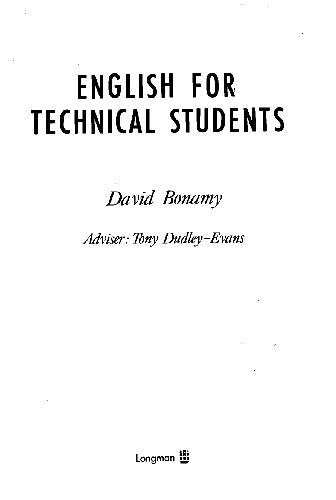 ENGLISH FOR
TECHNICAL STUDENTS
David Bonamy
Adviser: Tony Dudley-Evans
Longman